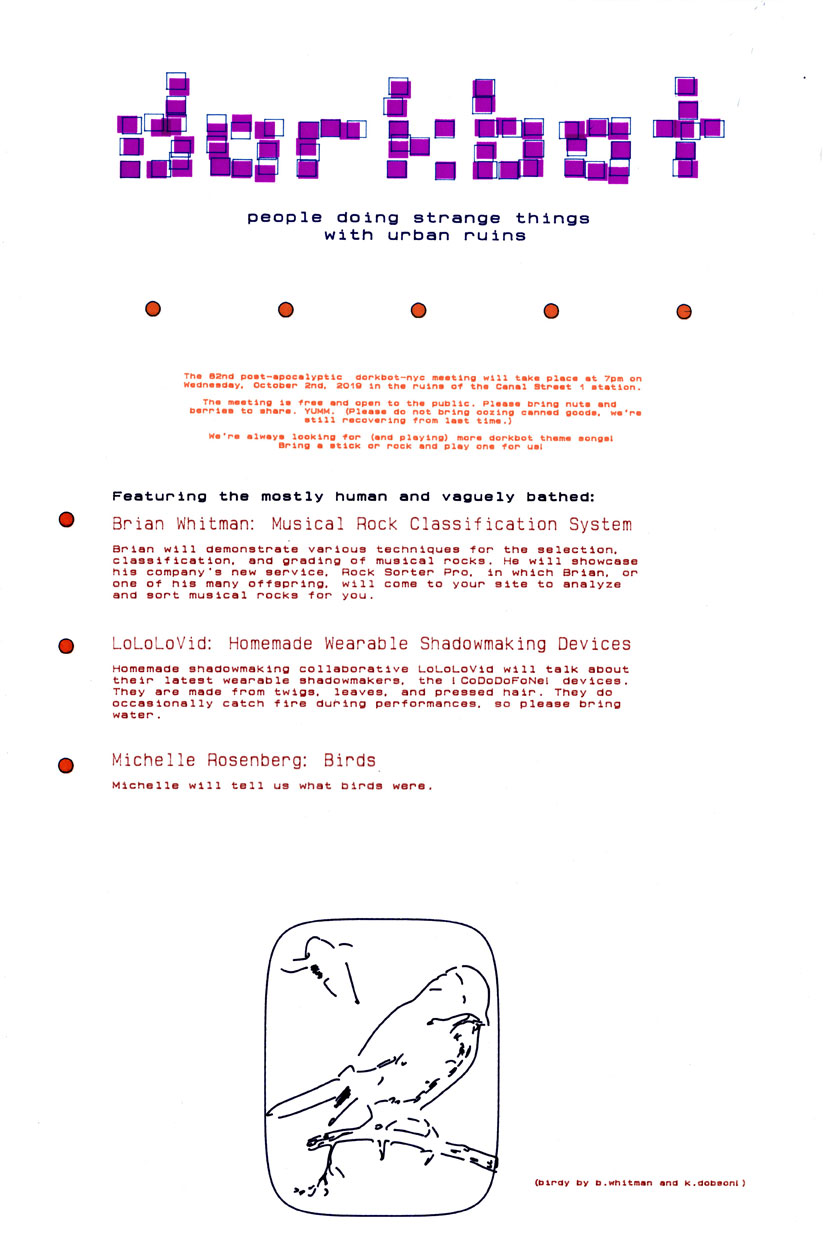 dorkbot
people doing strange things
with urban ruins
The 82nd post-apocalyptic dorkbot-nyc meeting will take place at 7pm on
Wednesday, October 2nd, 2019 in the ruins of the Canal Street 1 station.
The meeting is free and open to the public. Please bring nuts and
berries to share. YUMM. (Please do not bring oozing canned goods, we're
still recovering from last time.)
We're always looking for (and playing) more dorkbot theme songs!
Bring a stick or rock and play one for us!
Featuring the mostly human and vaguely bathed:
Brian Whitman: Musical Rock Classification System
Brian will demonstrate various techniques for the selection,
classification, and grading of musical rocks. He will showcase
his company's new service, Rock Sorter Pro, in which Brian, or
one of his many offspring, will come to your site to analyze
and sort musical rocks for you.
LoLoLoVid: Homemade Wearable Shadowmaking Devices
Homemade shadowmaking collaborative LoLoLoVid will talk about
their latest wearable shadowmakers, the !CoDoDoFoNe! devices.
They are made from twigs, leaves, and pressed hair. They do
occasionally catch fire during performances, so please bring
water.
Michelle Rosenberg: Birds
Michelle will tell us what birds were.
(birdy by b.whitman and k.dobson!)